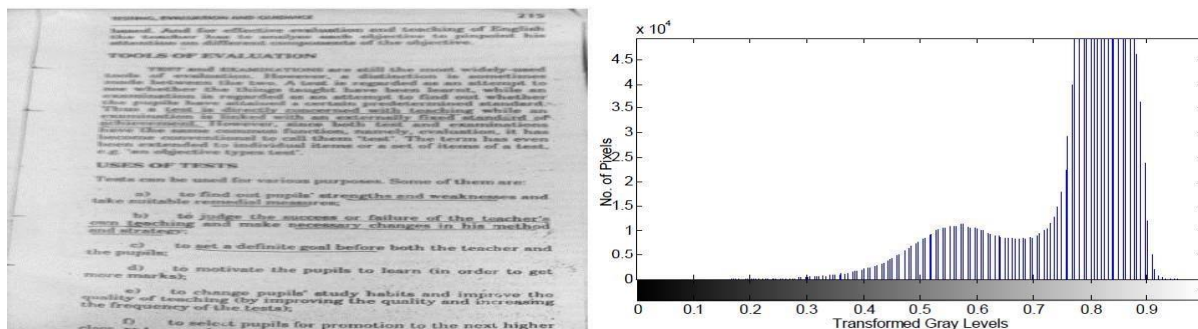 TESTING, EVALUATION AND GUIDANCE 215
based. And for effective evaluation and teaching of English
the teacher has to analyse each objective to pinpoint his
attention on different components of the objective.
TOOLS OF EVALUATION
TEST and EXAMINATIONS are still the most widely-used
tools of evaluation. However, a distinction is sometimes
made between the two. A test is regarded as an attempt to
see whether the things taught have been learnt, while an
examination is regarded as an attempt to find out whether
the pupils have attained a certain predetermined standard.
Thus a test is directly concerned with teaching while an
examination is linked with an externally fixed standard of
achievement. However, since both test and examinations
have the same common function, namely, evaluation, it has
become conventional to call them "test". The term has even
been extended to individual items or a set of items of a test,
e.g. "an objective types test".
USES OF TESTS
Tests can be used for various purposes. Some of them are:
a) to find out pupils' strengths and weaknesses and
take suitable remedial measures;
b) to judge the success or failure of the teacher's
own teaching and make necessary changes in his method
and strategy;
c) to set a definite goal before both the teacher and
the pupils;
d) to motivate the pupils to learn (in order to get
more marks);
e) to change pupils' study habits and improve the
quality of teaching (by improving the quality and increasing
the frequency of the tests);
f) to select pupils for promotion to the next higher
x 10^4
4.5
4
3.5
3
2.5
2
1.5
1
0.5
0
No. of Pixels
0 0.1 0.2 0.3 0.4 0.5 0.6 0.7 0.8 0.9
Transformed Gray Levels